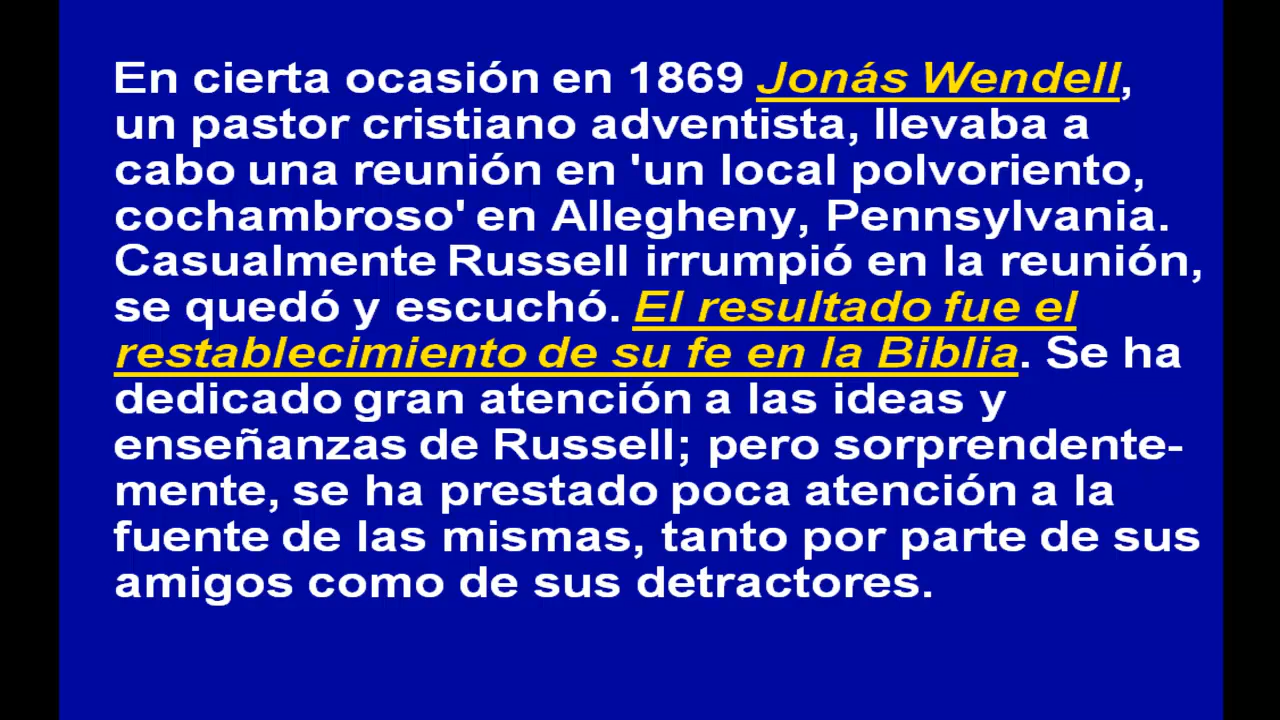 En cierta ocasión en 1869 Jonás Wendell,
un pastor cristiano adventista, llevaba a
cabo una reunión en 'un local polvoriento,
cochambroso' en Allegheny, Pennsylvania.
Casualmente Russell irrumpió en la reunión,
se quedó y escuchó. El resultado fue el
restablecimiento de su fe en la Biblia. Se ha
dedicado gran atención a las ideas y
enseñanzas de Russell; pero sorprendente-
mente, se ha prestado poca atención a la
fuente de las mismas, tanto por parte de sus
amigos como de sus detractores.